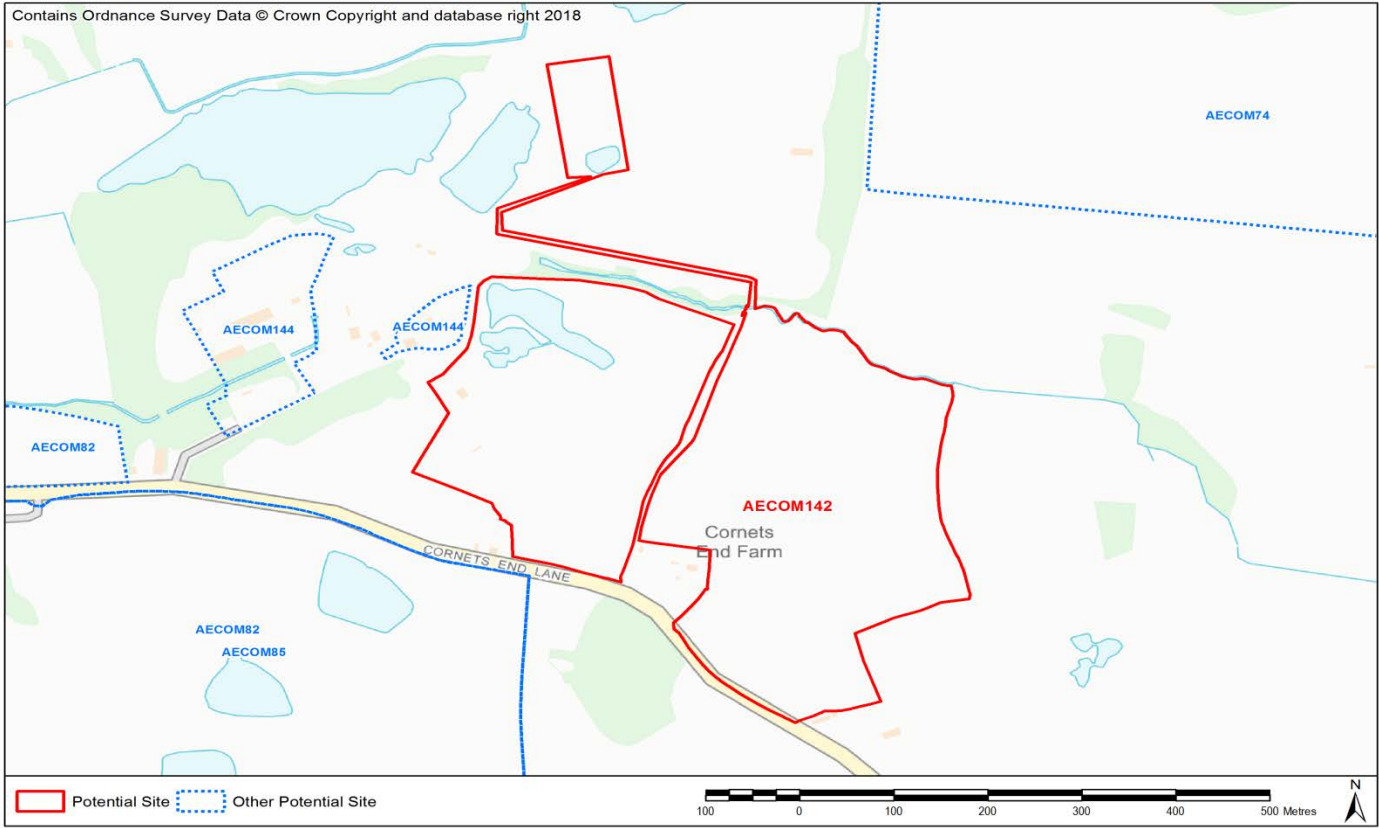 Contains Ordnance Survey Data © Crown Copyright and database right 2018
AECOM74
AECOM144
AECOM144
AECOM82
AECOM142
Cornets
End Farm
CORNETS END LANE
AECOM82
AECOM85
Potential Site
Other Potential Site
100 0 100 200 300 400 500 Metres
N